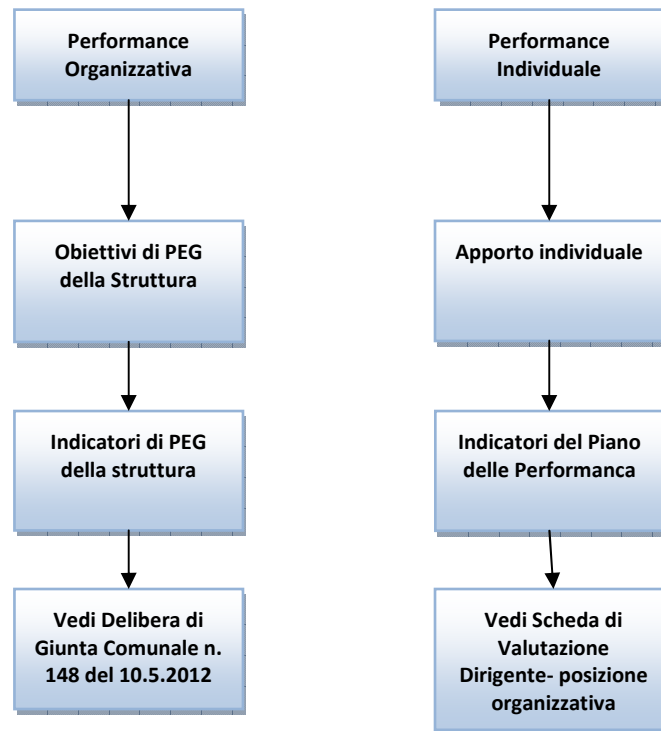 Performance
Organizzativa
Obiettivi di PEG
della Struttura
Indicatori di PEG
della struttura
Vedi Delibera di
Giunta Comunale n.
148 del 10.5.2012
Performance
Individuale
Apporto individuale
Indicatori del Piano
delle Performanca
Vedi Scheda di
Valutazione
Dirigente- posizione
organizzativa